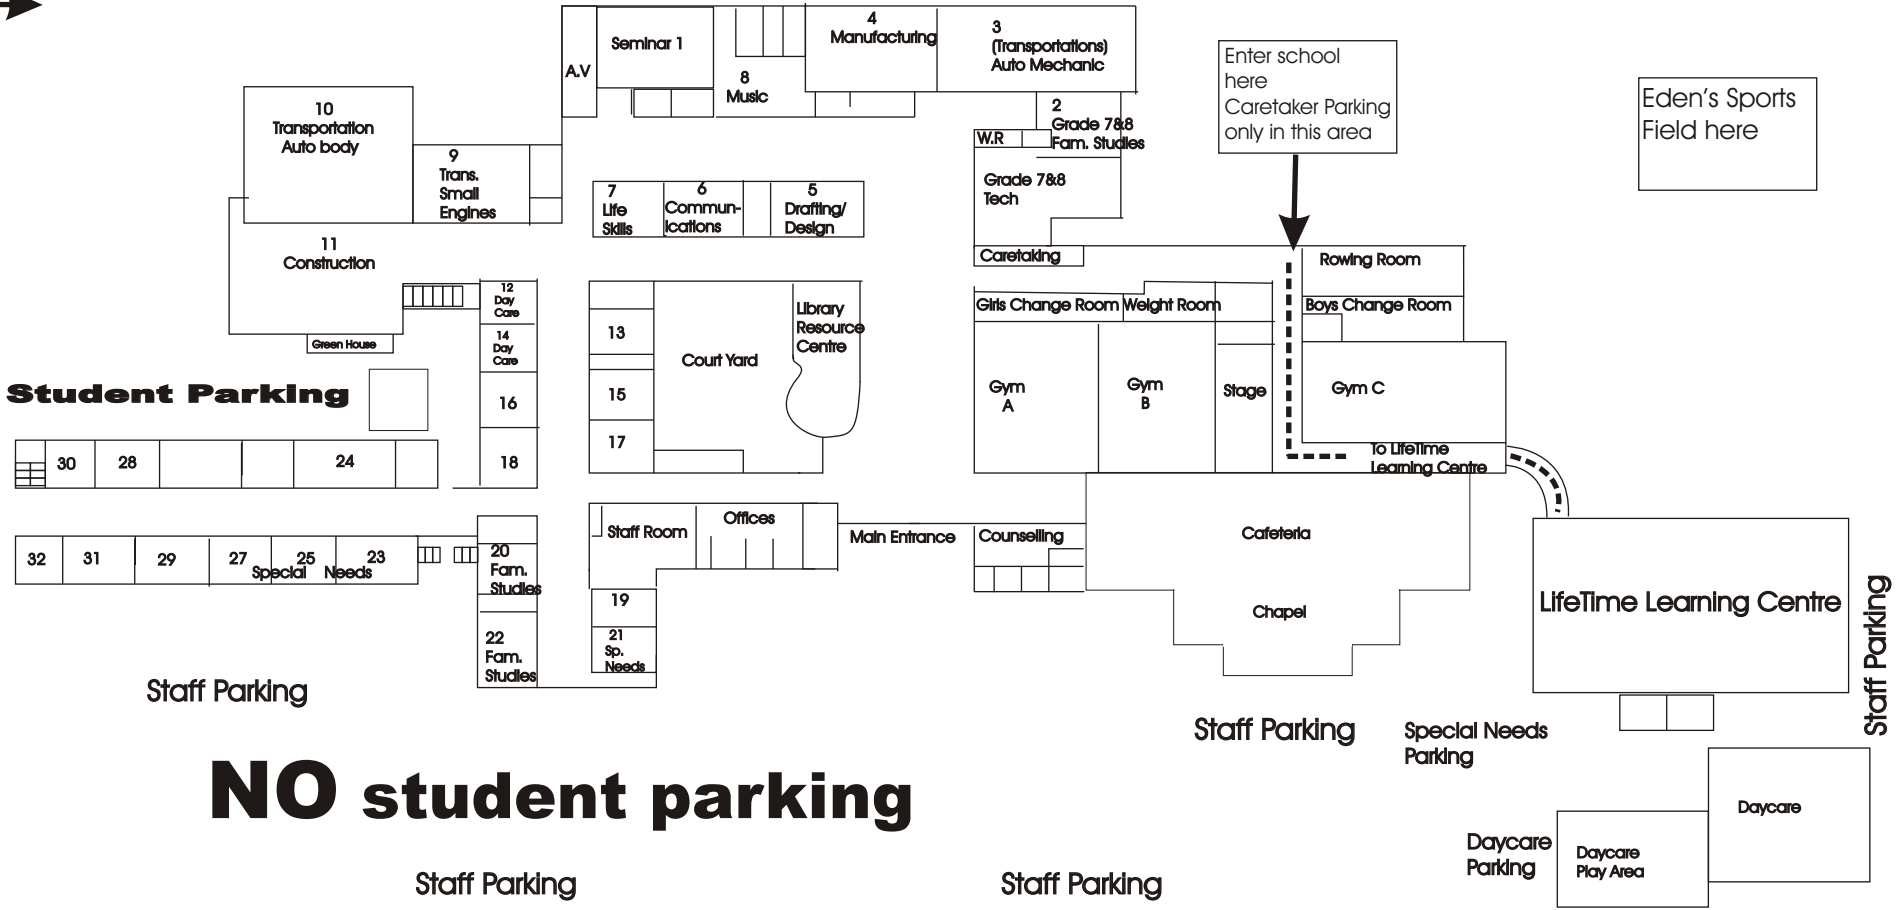 Seminar 1
A.V
8
Music
4
Manufacturing
3
(Transportations)
Auto Mechanic
Enter school
here
Caretaker Parking
only in this area
Eden's Sports
Field here
10
Transportation
Auto body
9
Trans.
Small
Engines
2
Grade 7&8
Fam. Studies
W.R
Grade 7&8
Tech
7
Life
Skills
6
Commun-
ications
5
Drafting/
Design
11
Construction
Caretaking
Rowing Room
12
Day
Care
14
Day
Care
Green House
13
Court Yard
Library
Resource
Centre
Girls Change Room
Weight Room
Boys Change Room
Student Parking
16
15
Gym
A
Gym
B
Stage
Gym C
30
28
24
18
17
To LifeTime
Learning Centre
Staff Room
Offices
Main Entrance
Counselling
Cafeteria
32
31
29
27
25
23
Special Needs
20
Fam.
Studies
19
Chapel
LifeTime Learning Centre
Staff Parking
22
Fam.
Studies
21
Sp.
Needs
Staff Parking
Staff Parking
Special Needs
Parking
NO student parking
Daycare
Daycare
Parking
Daycare
Play Area
Staff Parking
Staff Parking